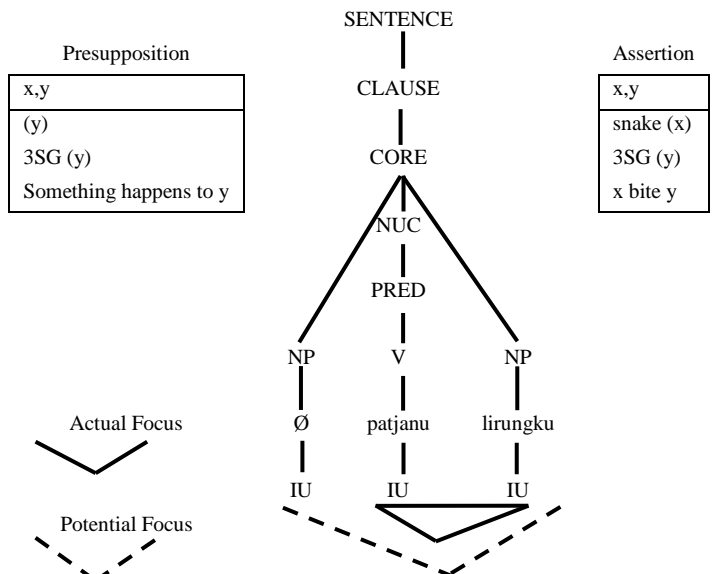 SENTENCE
Presupposition
Assertion
x,y
CLAUSE
x,y
(y)
snake (x)
3SG (y)
CORE
3SG (y)
Something happens to y
x bite y
NUC
PRED
NP V NP
Actual Focus
Ø patjanu lirungku
IU IU IU
Potential Focus